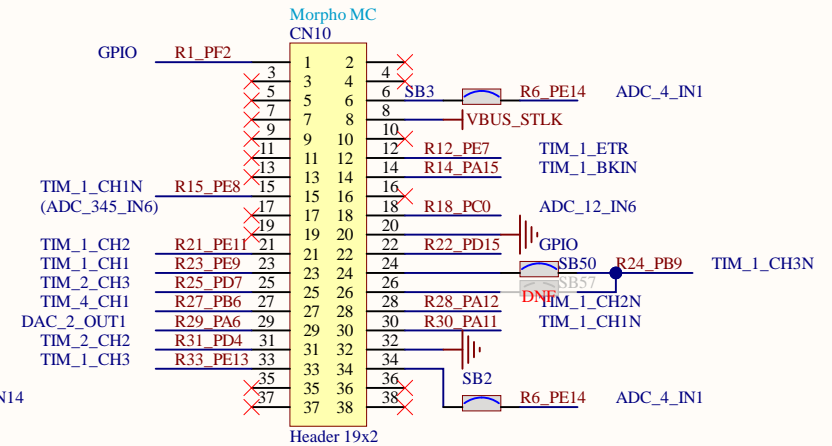 Morpho MC
CN10
GPIO R1_PF2 1 2
3 3 4 4
5 5 6 6 SB3 R6_PE14 ADC_4_IN1
7 7 8 8 VBUS_STLK
9 9 10 10
11 11 12 12 R12_PE7 TIM_1_ETR
13 13 14 14 R14_PA15 TIM_1_BKIN
TIM_1_CH1N R15_PE8 15 15 16 16
(ADC_345_IN6) 17 17 18 18 R18_PC0 ADC_12_IN6
19 19 20 20
TIM_1_CH2 R21_PE11 21 21 22 22 R22_PD15 GPIO
TIM_1_CH1 R23_PE9 23 23 24 24 SB50 R24_PB9 TIM_1_CH3N
TIM_2_CH3 R25_PD7 25 25 26 26 SB57
DNF
TIM_4_CH1 R27_PB6 27 27 28 28 R28_PA12 TIM_1_CH2N
DAC_2_OUT1 R29_PA6 29 29 30 30 R30_PA11 TIM_1_CH1N
TIM_2_CH2 R31_PD4 31 31 32 32
TIM_1_CH3 R33_PE13 33 33 34 34
35 35 36 36 SB2
N14 37 37 38 38 R6_PE14 ADC_4_IN1
Header 19x2